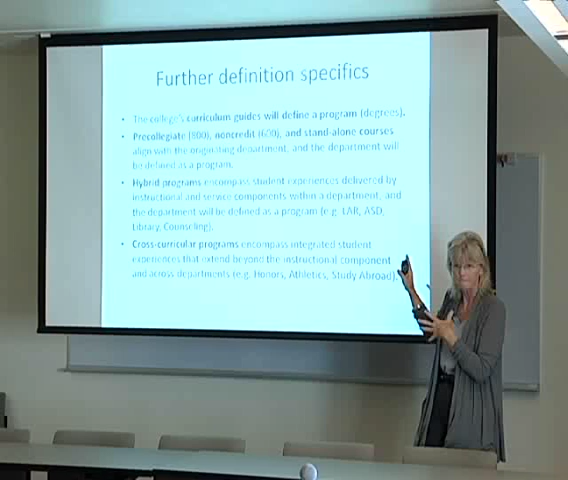 Further definition specifics
• The college's curriculum guides will define a program (degrees).
• Precollegiate (800), noncredit (600), and stand-alone courses
align with the originating department, and the department will
be defined as a program.
• Hybrid programs encompass student experiences delivered by
instructional and service components within a department, and
the department will be defined as a program (e.g. LAR, ASD,
Library, Counseling).
• Cross-curricular programs encompass integrated student
experiences that extend beyond the instructional component
and across departments (e.g. Honors, Athletics, Study Abroad).